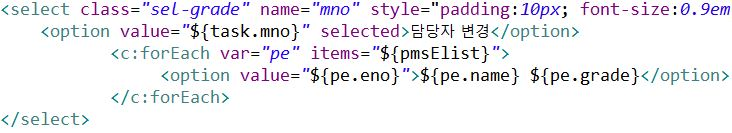 <select class="sel-grade" name="mno" style="padding:10px; font-size:0.9em
<option value="${task.mno}" selected>담당자 변경</option>
<c:forEach var="pe" items="${pmsElist}">
<option value="${pe.eno}">${pe.name} ${pe.grade}</option>
</c:forEach>
</select>